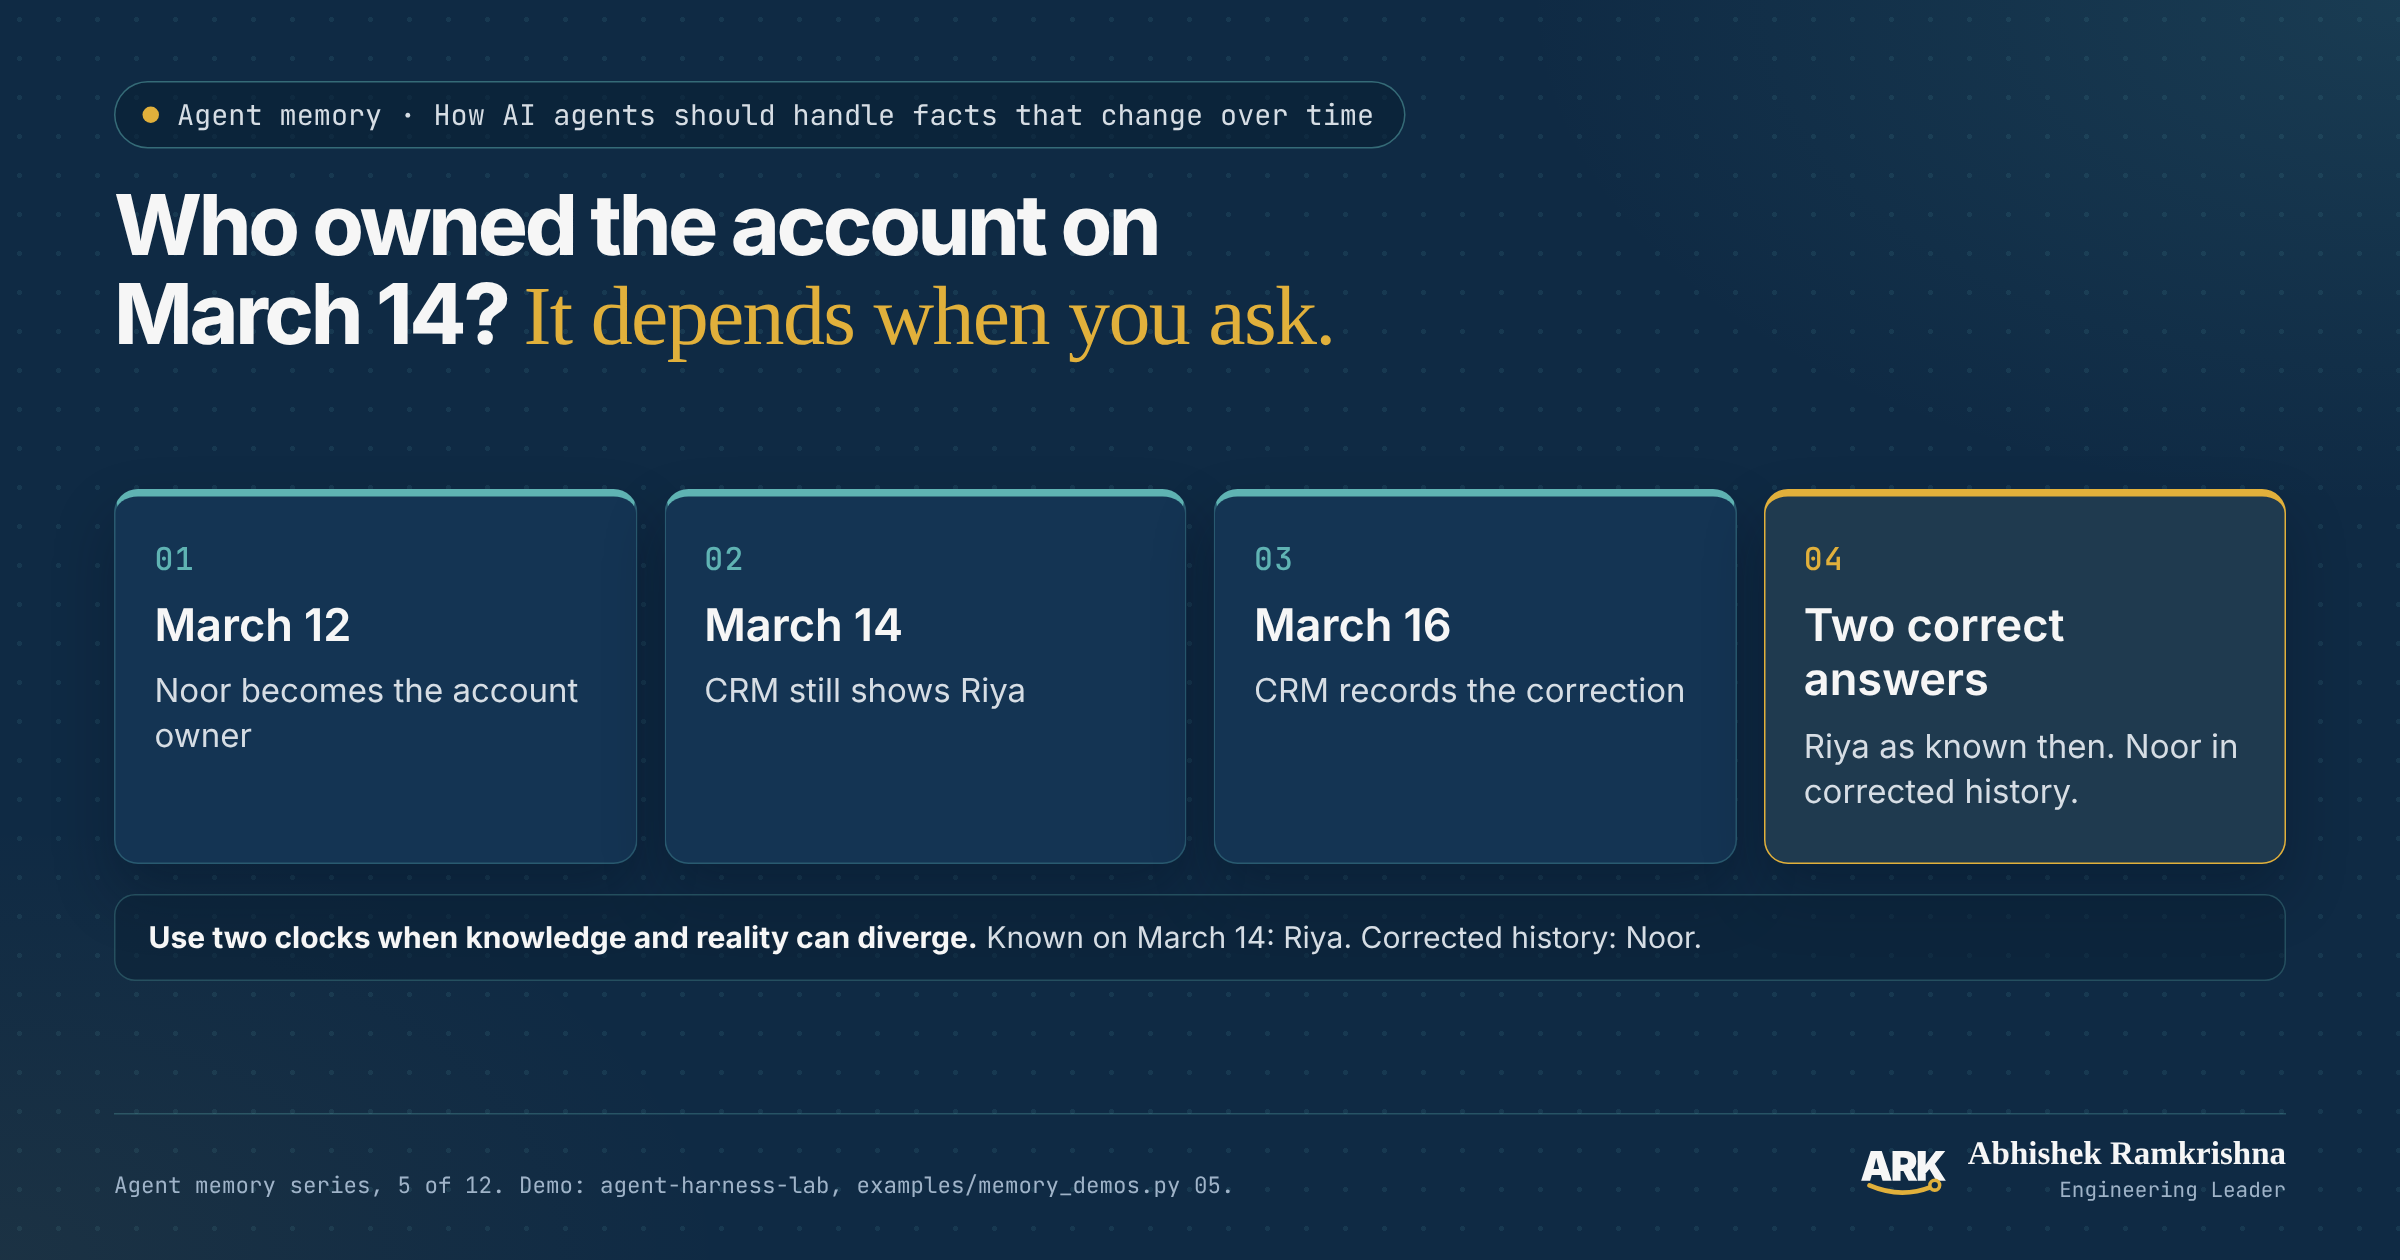 Agent memory · How AI agents should handle facts that change over time
Who owned the account on
March 14? It depends when you ask.
01
March 12
Noor becomes the account
owner
02
March 14
CRM still shows Riya
03
March 16
CRM records the correction
04
Two correct
answers
Riya as known then. Noor in
corrected history.
Use two clocks when knowledge and reality can diverge. Known on March 14: Riya. Corrected history: Noor.
Agent memory series, 5 of 12. Demo: agent-harness-lab, examples/memory_demos.py 05.
ARK
Abhishek Ramkrishna
Engineering Leader